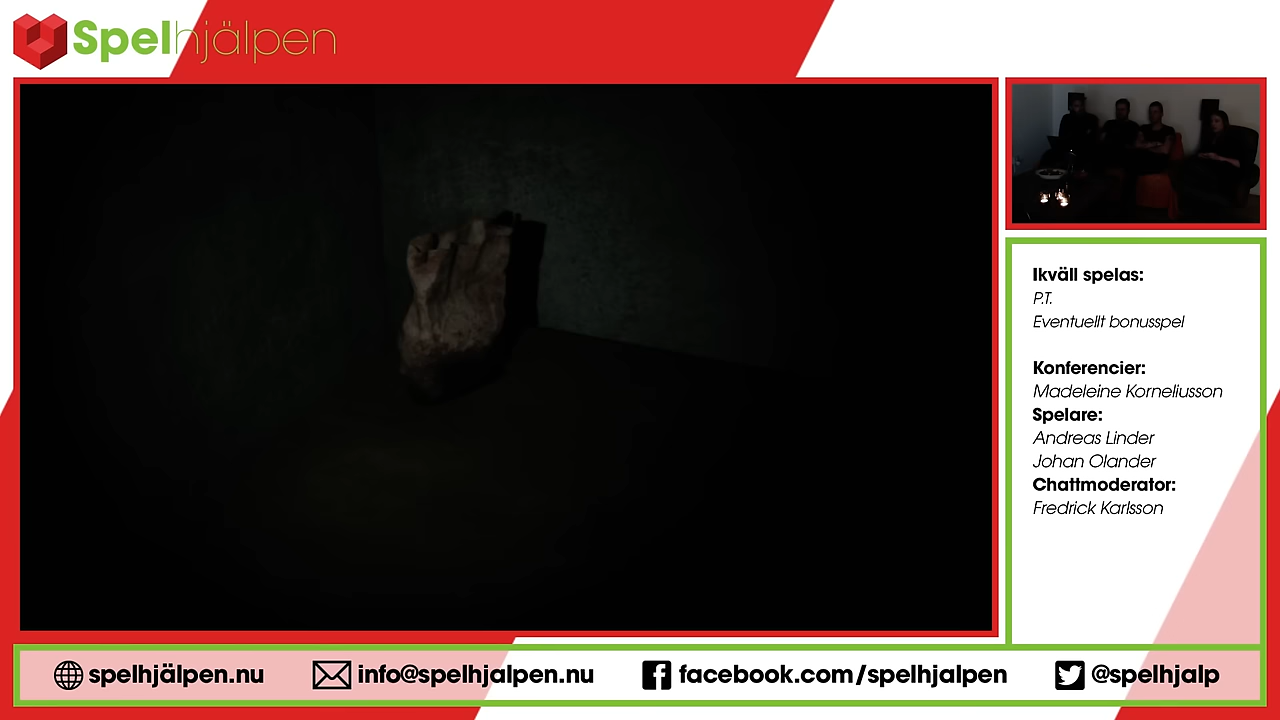 Spelhjälpen
Ikväll spelas:
P.T.
Eventuellt bonusspel
Konferencier:
Madeleine Korneliusson
Spelare:
Andreas Linder
Johan Olander
Chattmoderator:
Fredrick Karlsson
spelhjälpen.nu
info@spelhjalpen.nu
facebook.com/spelhjalpen
@spelhjalp